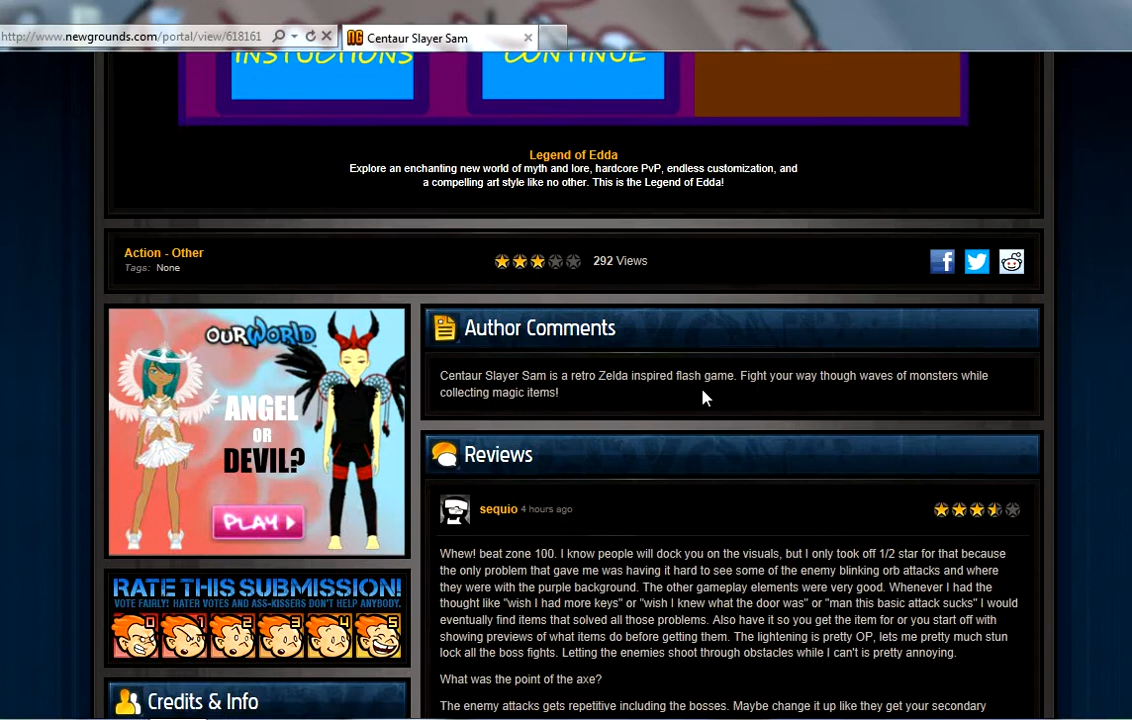 http://www.newgrounds.com/portal/view/618161
Centaur Slayer Sam
INSTUCTIONS
CONTINUE
Legend of Edda
Explore an enchanting new world of myth and lore, hardcore PvP, endless customization, and
a compelling art style like no other. This is the Legend of Edda!
Action - Other
Tags: None
292 Views
OURWORLD
ANGEL
OR
DEVIL?
PLAY
Author Comments
Centaur Slayer Sam is a retro Zelda inspired flash game. Fight your way though waves of monsters while
collecting magic items!
Reviews
sequio 4 hours ago
Whew! beat zone 100. I know people will dock you on the visuals, but I only took off 1/2 star for that because
the only problem that gave me was having it hard to see some of the enemy blinking orb attacks and where
they were with the purple background. The other gameplay elements were very good. Whenever I had the
thought like "wish I had more keys" or "wish I knew what the door was" or "man this basic attack sucks" I would
eventually find items that solved all those problems. Also have it so you get the item for or you start off with
showing previews of what items do before getting them. The lightening is pretty OP, lets me pretty much stun
lock all the boss fights. Letting the enemies shoot through obstacles while I can't is pretty annoying.
What was the point of the axe?
The enemy attacks gets repetitive including the bosses. Maybe change it up like they get your secondary
RATE THIS SUBMISSION!
VOTE FAIRLY! HATER VOTES AND ASS-KISSERS DON'T HELP ANYBODY.
0 1 2 3 4 5
Credits & Info